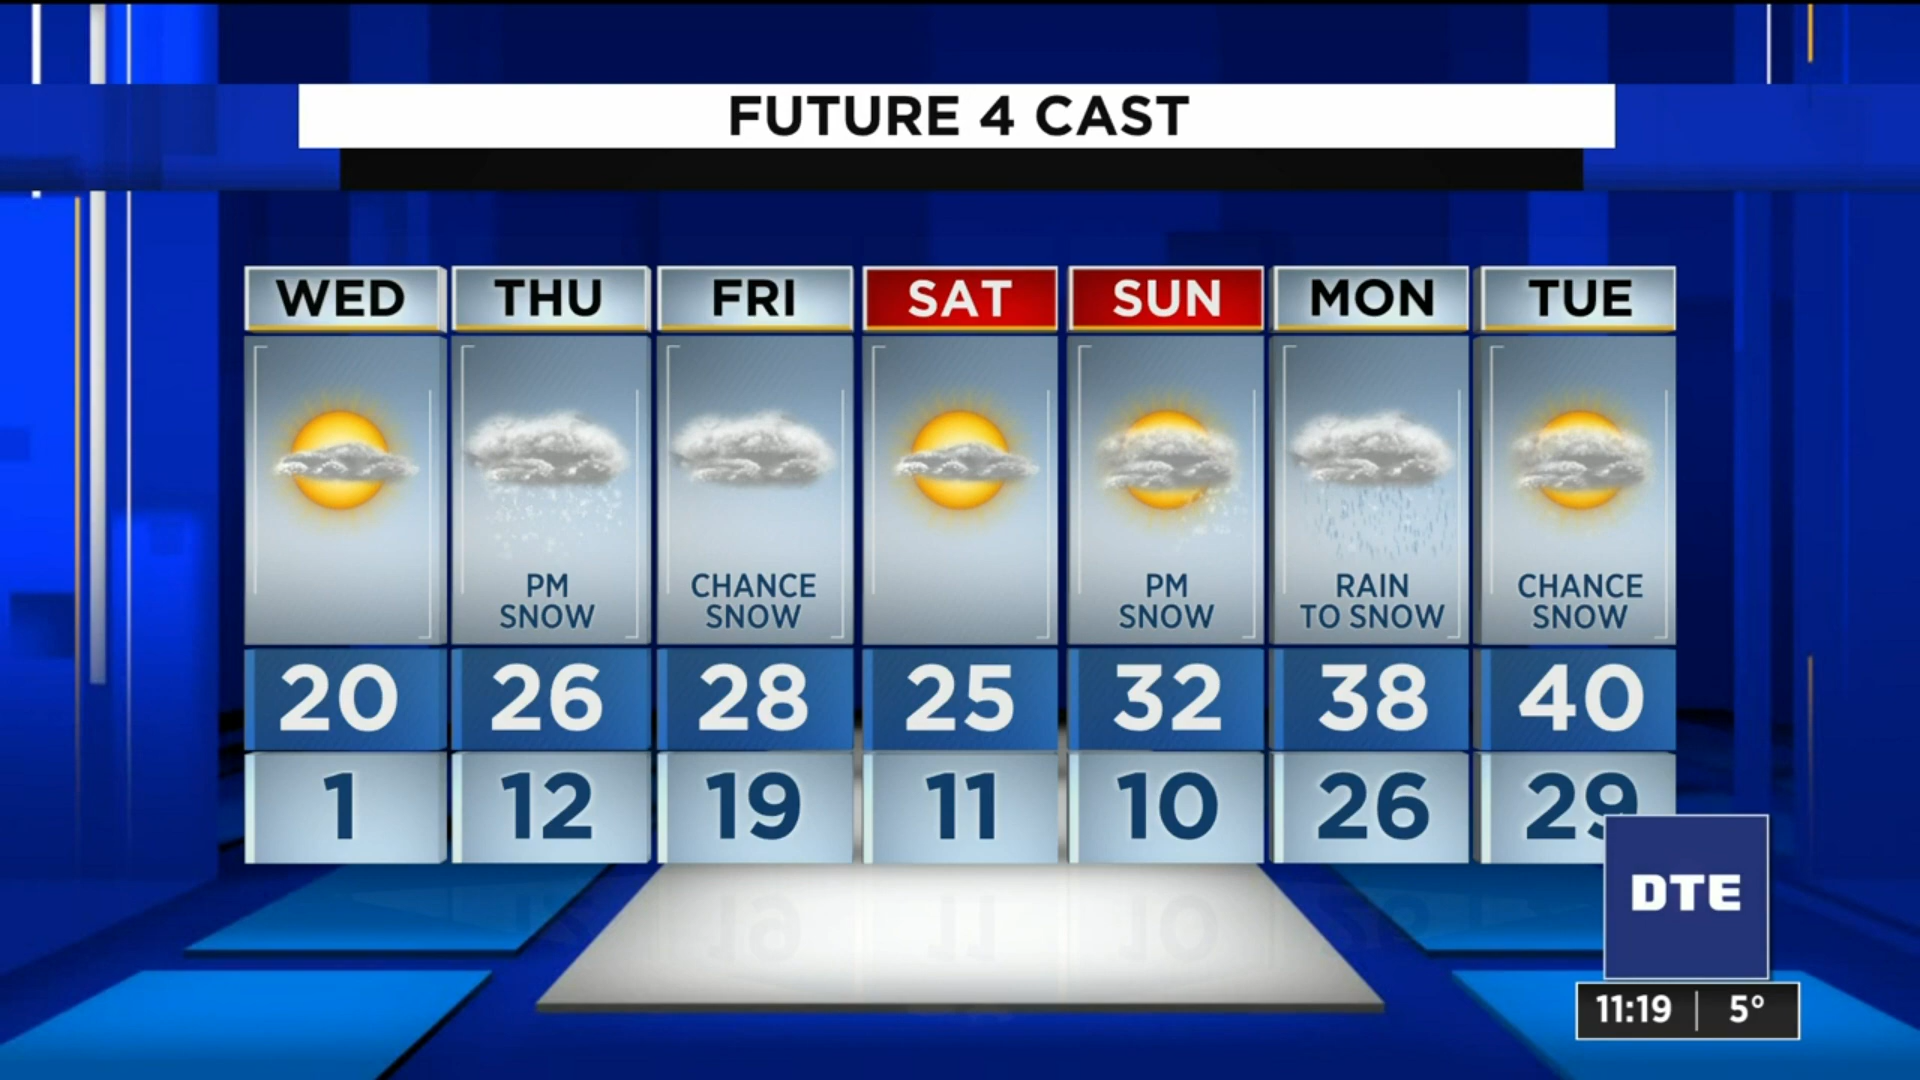 FUTURE 4 CAST
WED THU FRI SAT SUN MON TUE
PM CHANCE PM RAIN CHANCE
SNOW SNOW SNOW TO SNOW SNOW
20 26 28 25 32 38 40
1 12 19 11 10 26 29
DTE
11:19 5°